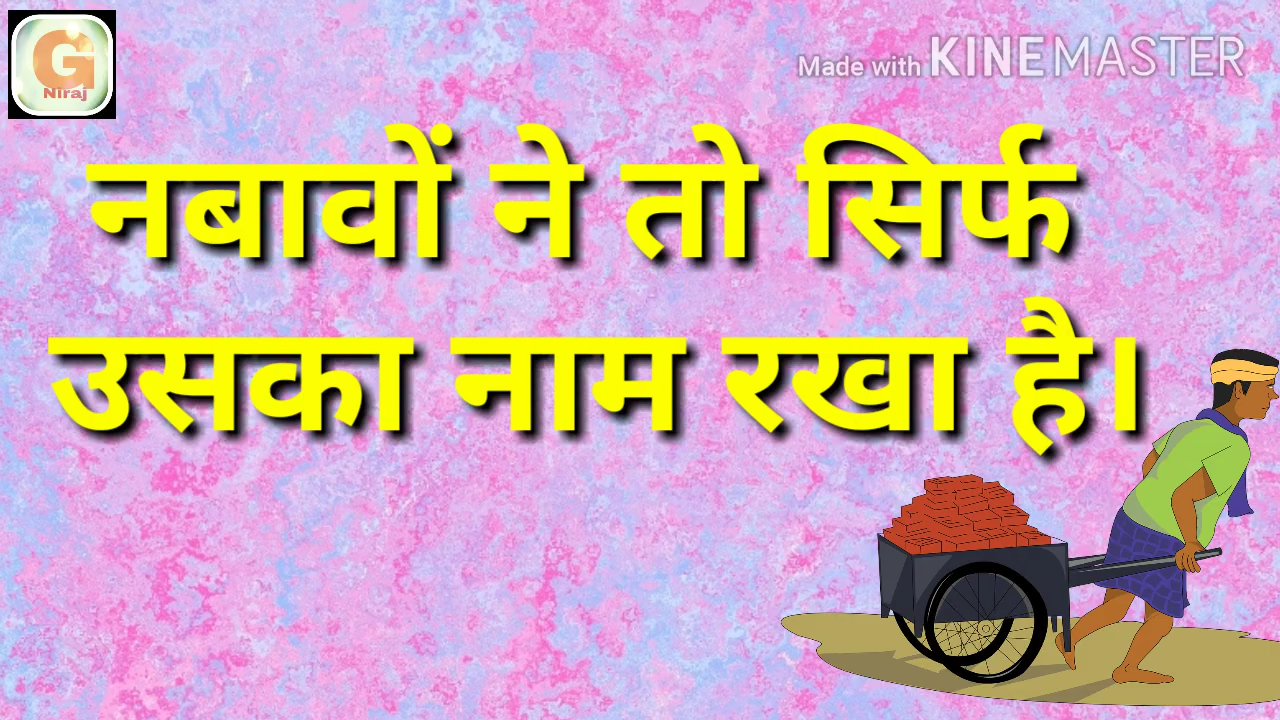 G
Niraj
Made with KINEMASTER
नबावों ने तो सिर्फ
उसका नाम रखा है।